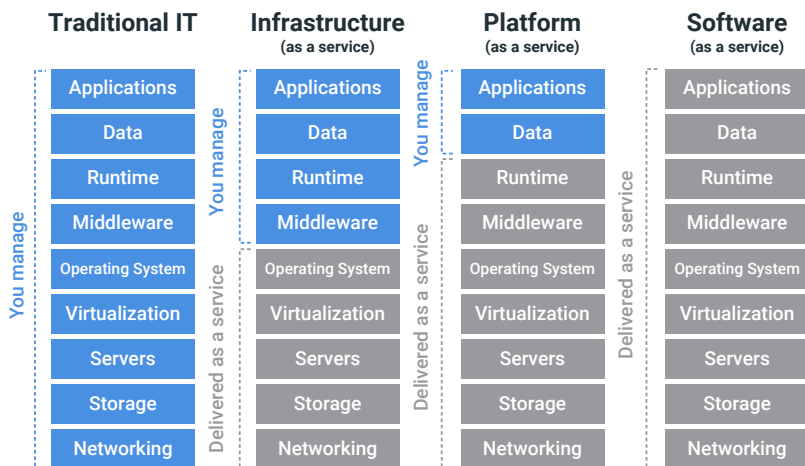 Traditional IT
Infrastructure
(as a service)
Platform
(as a service)
Software
(as a service)
You manage
Applications
Data
Runtime
Middleware
Operating System
Virtualization
Servers
Storage
Networking
You manage
Delivered as a service
Applications
Data
Runtime
Middleware
Operating System
Virtualization
Servers
Storage
Networking
You manage
Delivered as a service
Applications
Data
Runtime
Middleware
Operating System
Virtualization
Servers
Storage
Networking
Delivered as a service
Applications
Data
Runtime
Middleware
Operating System
Virtualization
Servers
Storage
Networking